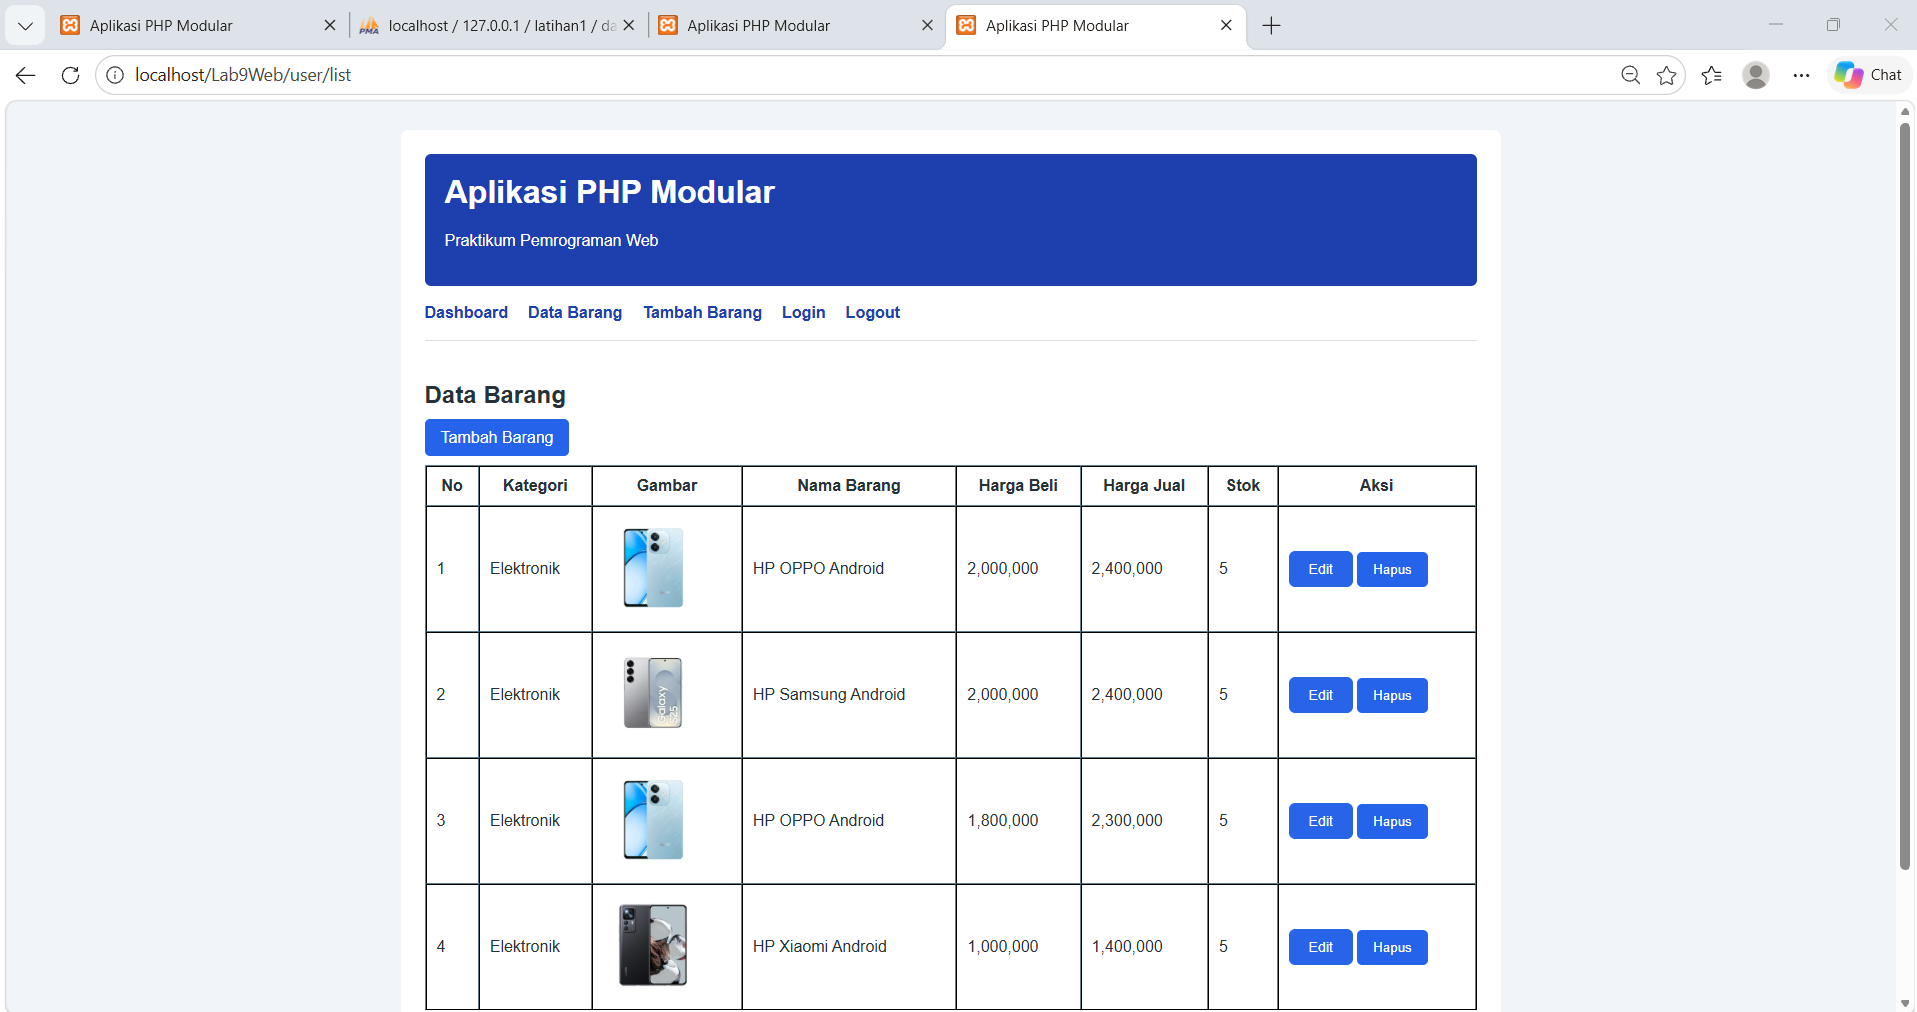 Aplikasi PHP Modular
localhost / 127.0.0.1 / latihan1 / da
Aplikasi PHP Modular
Aplikasi PHP Modular
localhost/Lab9Web/user/list
Chat
Aplikasi PHP Modular
Praktikum Pemrograman Web
Dashboard Data Barang Tambah Barang Login Logout
Data Barang
Tambah Barang
No Kategori Gambar Nama Barang Harga Beli Harga Jual Stok Aksi
1 Elektronik HP OPPO Android 2,000,000 2,400,000 5 Edit Hapus
2 Elektronik Galaxy S25 HP Samsung Android 2,000,000 2,400,000 5 Edit Hapus
3 Elektronik HP OPPO Android 1,800,000 2,300,000 5 Edit Hapus
4 Elektronik HP Xiaomi Android 1,000,000 1,400,000 5 Edit Hapus